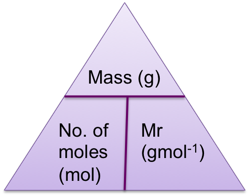 Mass (g)
No. of
moles
(mol)
Mr
(gmol⁻¹)